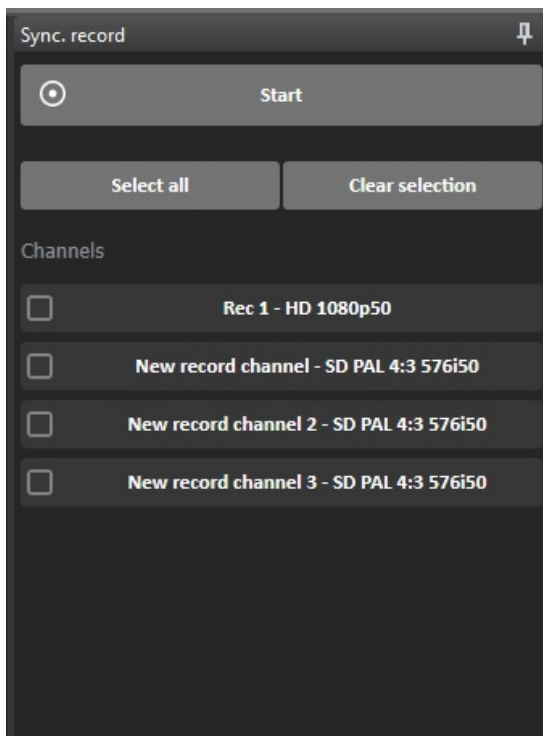 Sync. record
Start
Select all
Clear selection
Channels
Rec 1 - HD 1080p50
New record channel - SD PAL 4:3 576i50
New record channel 2 - SD PAL 4:3 576i50
New record channel 3 - SD PAL 4:3 576i50